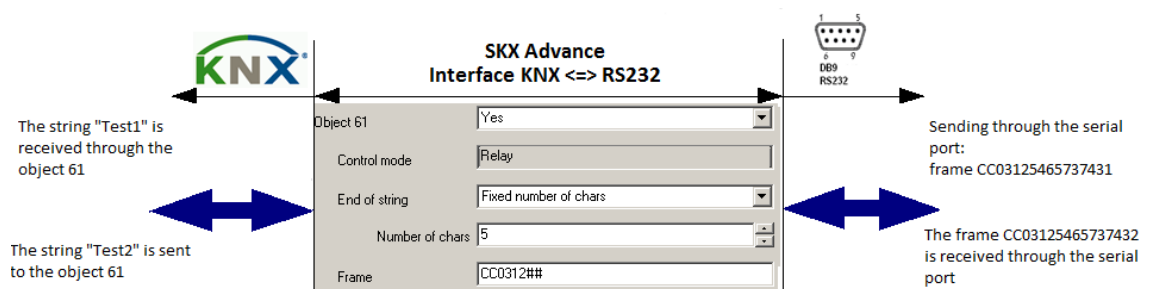 KNX
SKX Advance
Interface KNX <=> RS232
1 5
6 9
DB9
RS232
The string "Test1" is
received through the
object 61
The string "Test2" is sent
to the object 61
Object 61 Yes
Control mode Relay
End of string Fixed number of chars
Number of chars 5
Frame CC0312##
Sending through the serial
port:
frame CC03125465737431
The frame CC03125465737432
is received through the serial
port